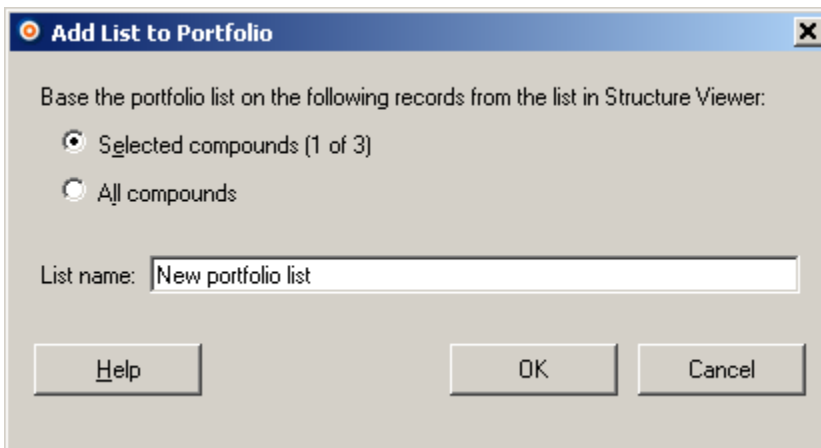 Add List to Portfolio
Base the portfolio list on the following records from the list in Structure Viewer:
Selected compounds (1 of 3)
All compounds
List name: New portfolio list
Help OK Cancel